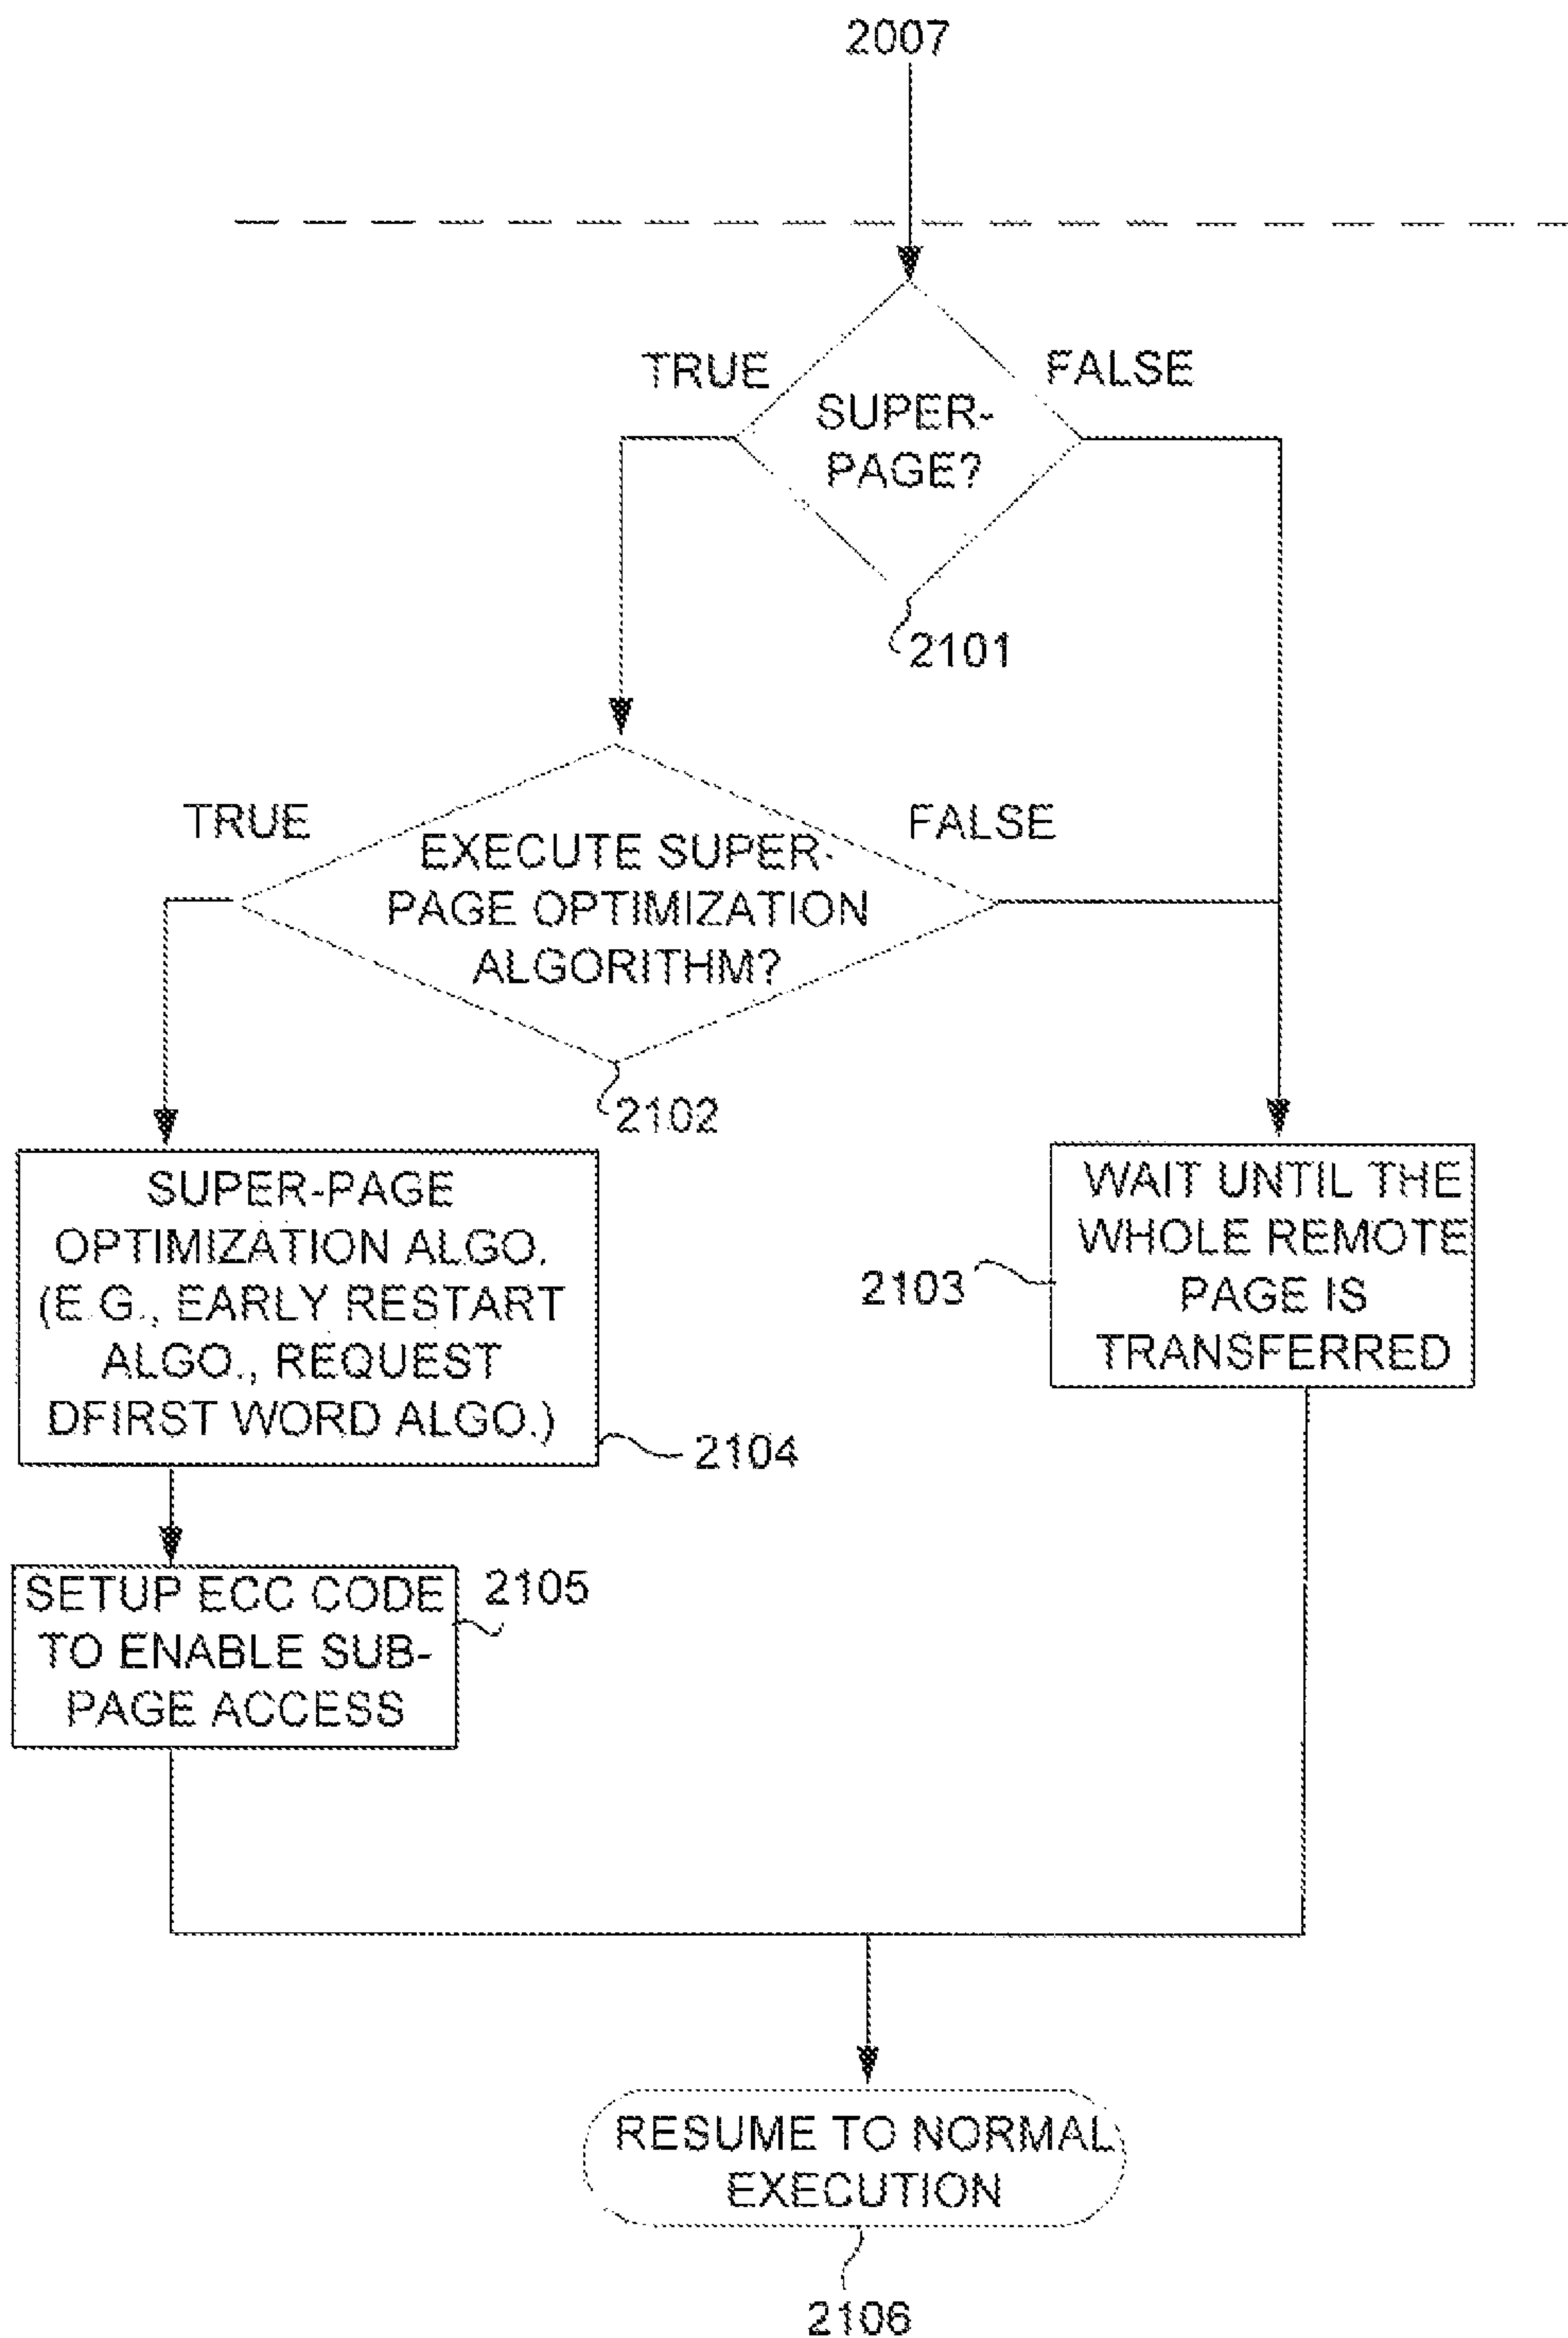 2007
TRUE
FALSE
SUPER-
PAGE?
2101
TRUE
FALSE
EXECUTE SUPER-
PAGE OPTIMIZATION
ALGORITHM?
2102
SUPER-PAGE
OPTIMIZATION ALGO.
(E.G., EARLY RESTART
ALGO., REQUEST
DFIRST WORD ALGO.)
2104
WAIT UNTIL THE
WHOLE REMOTE
PAGE IS
TRANSFERRED
2103
SETUP ECC CODE
TO ENABLE SUB-
PAGE ACCESS
2105
RESUME TO NORMAL
EXECUTION
2106